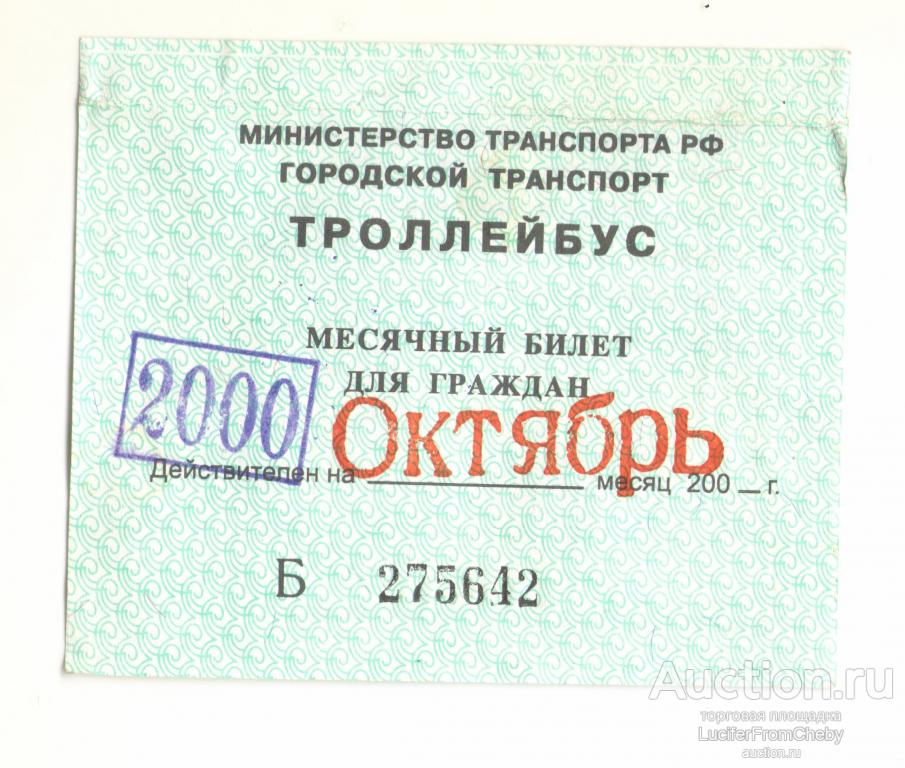 МИНИСТЕРСТВО ТРАНСПОРТА РФ
ГОРОДСКОЙ ТРАНСПОРТ
ТРОЛЛЕЙБУС
МЕСЯЧНЫЙ БИЛЕТ
ДЛЯ ГРАЖДАН
2000
Октябрь
Действителен на ______ месяц 200 _ г.
Б 275642
Auction.ru
торговая площадка
LuciferFromCheby
auction.ru